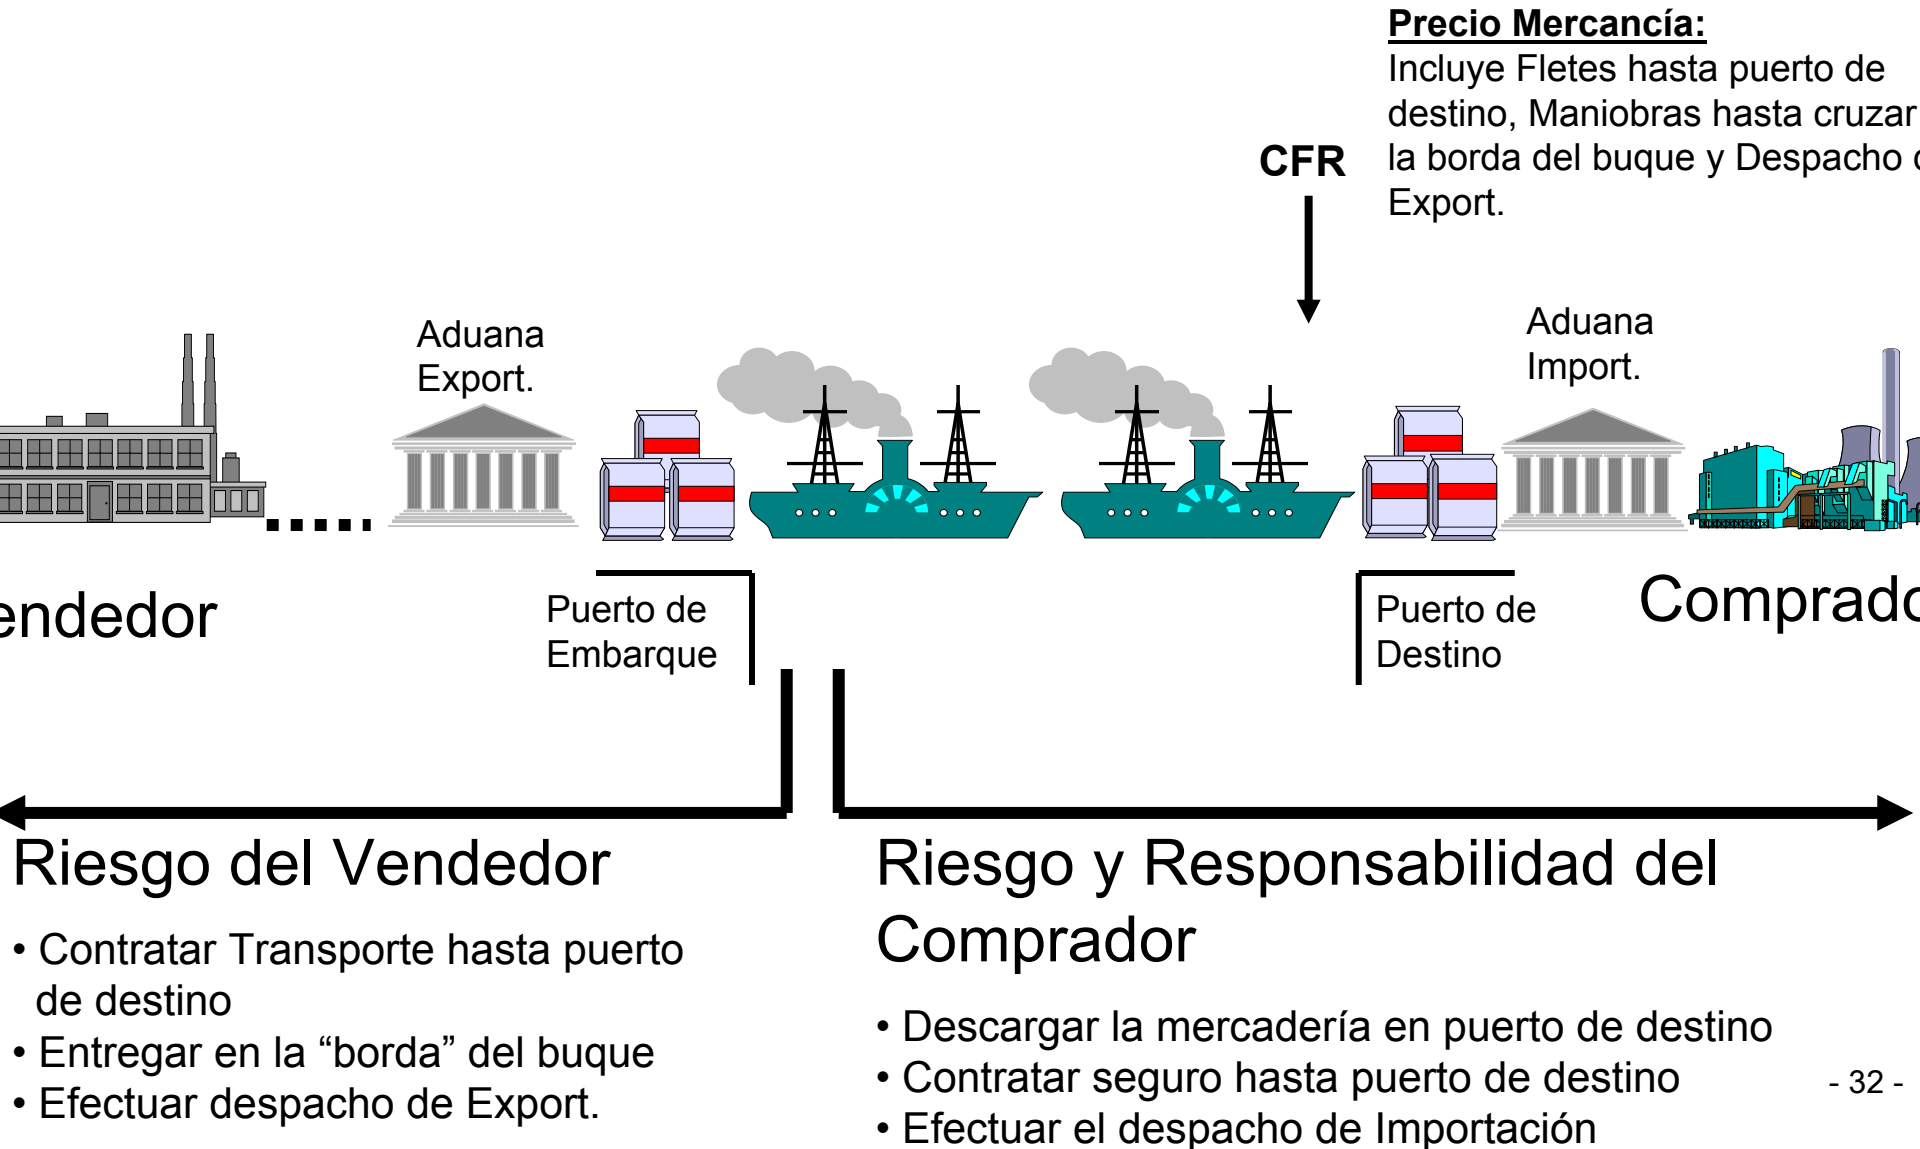 Precio Mercancía:
Incluye Fletes hasta puerto de
destino, Maniobras hasta cruzar
la borda del buque y Despacho
Export.
CFR
Aduana
Export.
Aduana
Import.
Puerto de
Embarque
Puerto de
Destino
Riesgo del Vendedor
• Contratar Transporte hasta puerto
de destino
• Entregar en la “borda” del buque
• Efectuar despacho de Export.
Riesgo y Responsabilidad del
Comprador
• Descargar la mercadería en puerto de destino
• Contratar seguro hasta puerto de destino
• Efectuar el despacho de Importación
- 32 -